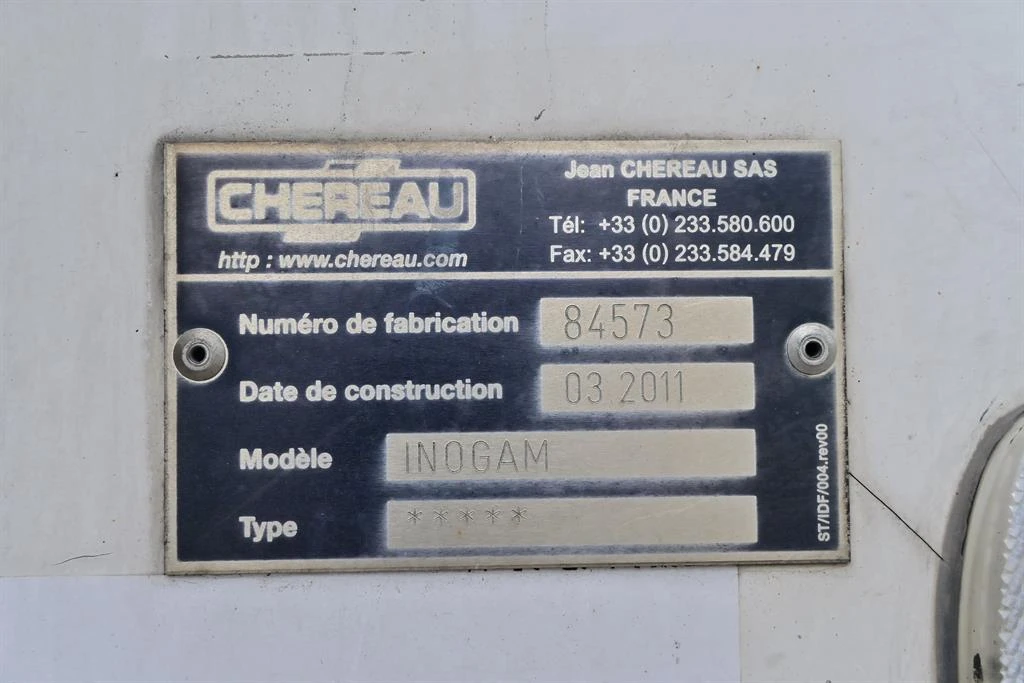 CHEREAU
http : www.chereau.com
Jean CHEREAU SAS
FRANCE
Tél: +33 (0) 233.580.600
Fax: +33 (0) 233.584.479
Numéro de fabrication 84573
Date de construction 03 2011
Modèle INOGAM
Type *****
ST/IDF/004.rev00